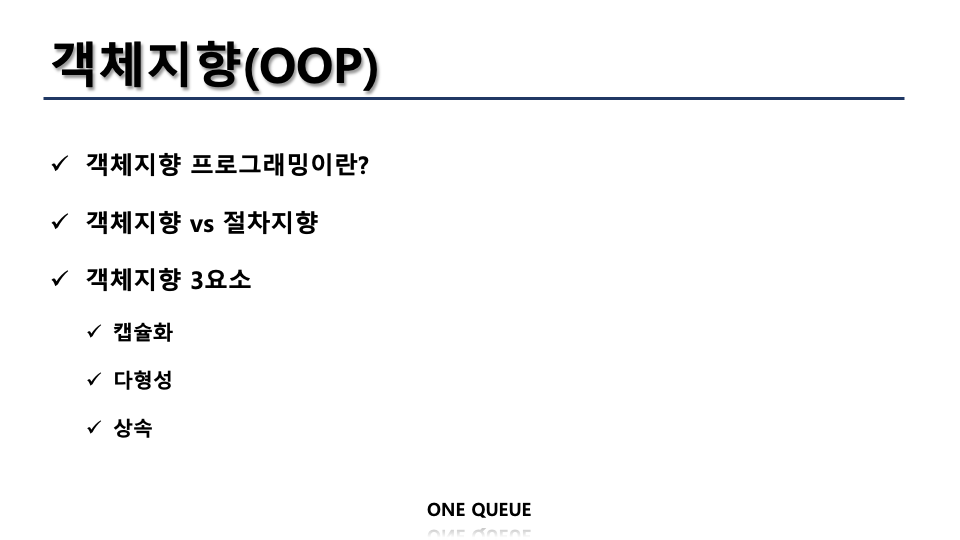 객체지향(OOP)
✓ 객체지향 프로그래밍이란?
✓ 객체지향 vs 절차지향
✓ 객체지향 3요소
✓ 캡슐화
✓ 다형성
✓ 상속
ONE QUEUE